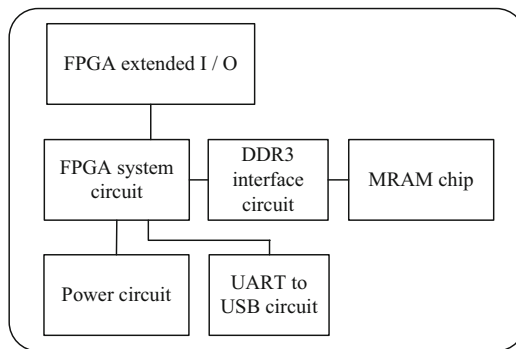 FPGA extended I / O
FPGA system
circuit
DDR3
interface
circuit
MRAM chip
Power circuit
UART to
USB circuit